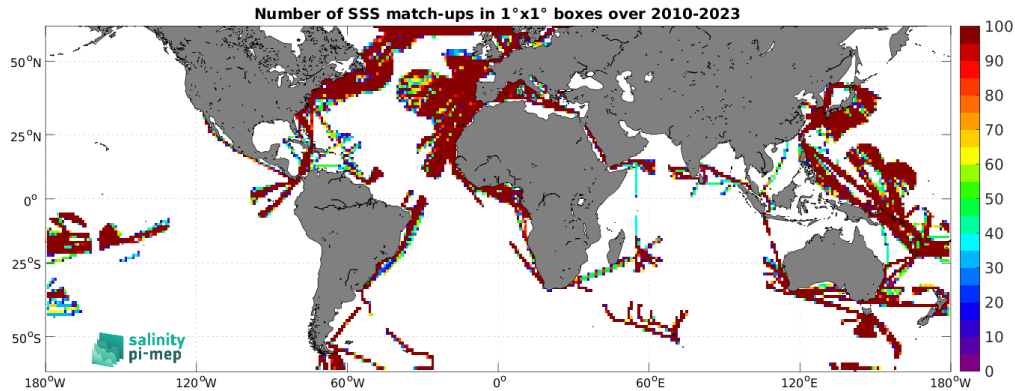 Number of SSS match-ups in 1°x1° boxes over 2010-2023
100
90
80
70
60
50
40
30
20
10
0
50°N
25°N
0°
25°S
50°S
salinity
pi-mep
180°W 120°W 60°W 0° 60°E 120°E 180°W